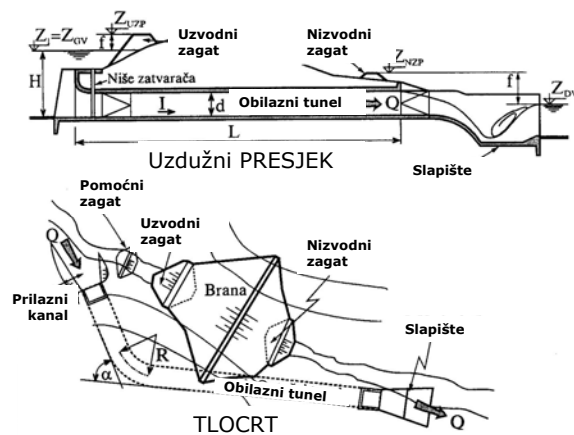 Z_UZP
Z_i=Z_GV
f
Uzvodni
zagat
Nizvodni
zagat
Z_NZP
H
Niše zatvarača
f
Z_DV
I
d
Obilazni tunel
Q
L
Uzdužni PRESJEK
Slapište
Pomoćni
zagat
Uzvodni
zagat
Nizvodni
zagat
Q
Brana
Prilazni
kanal
Slapište
R
α
Obilazni tunel
Q
TLOCRT